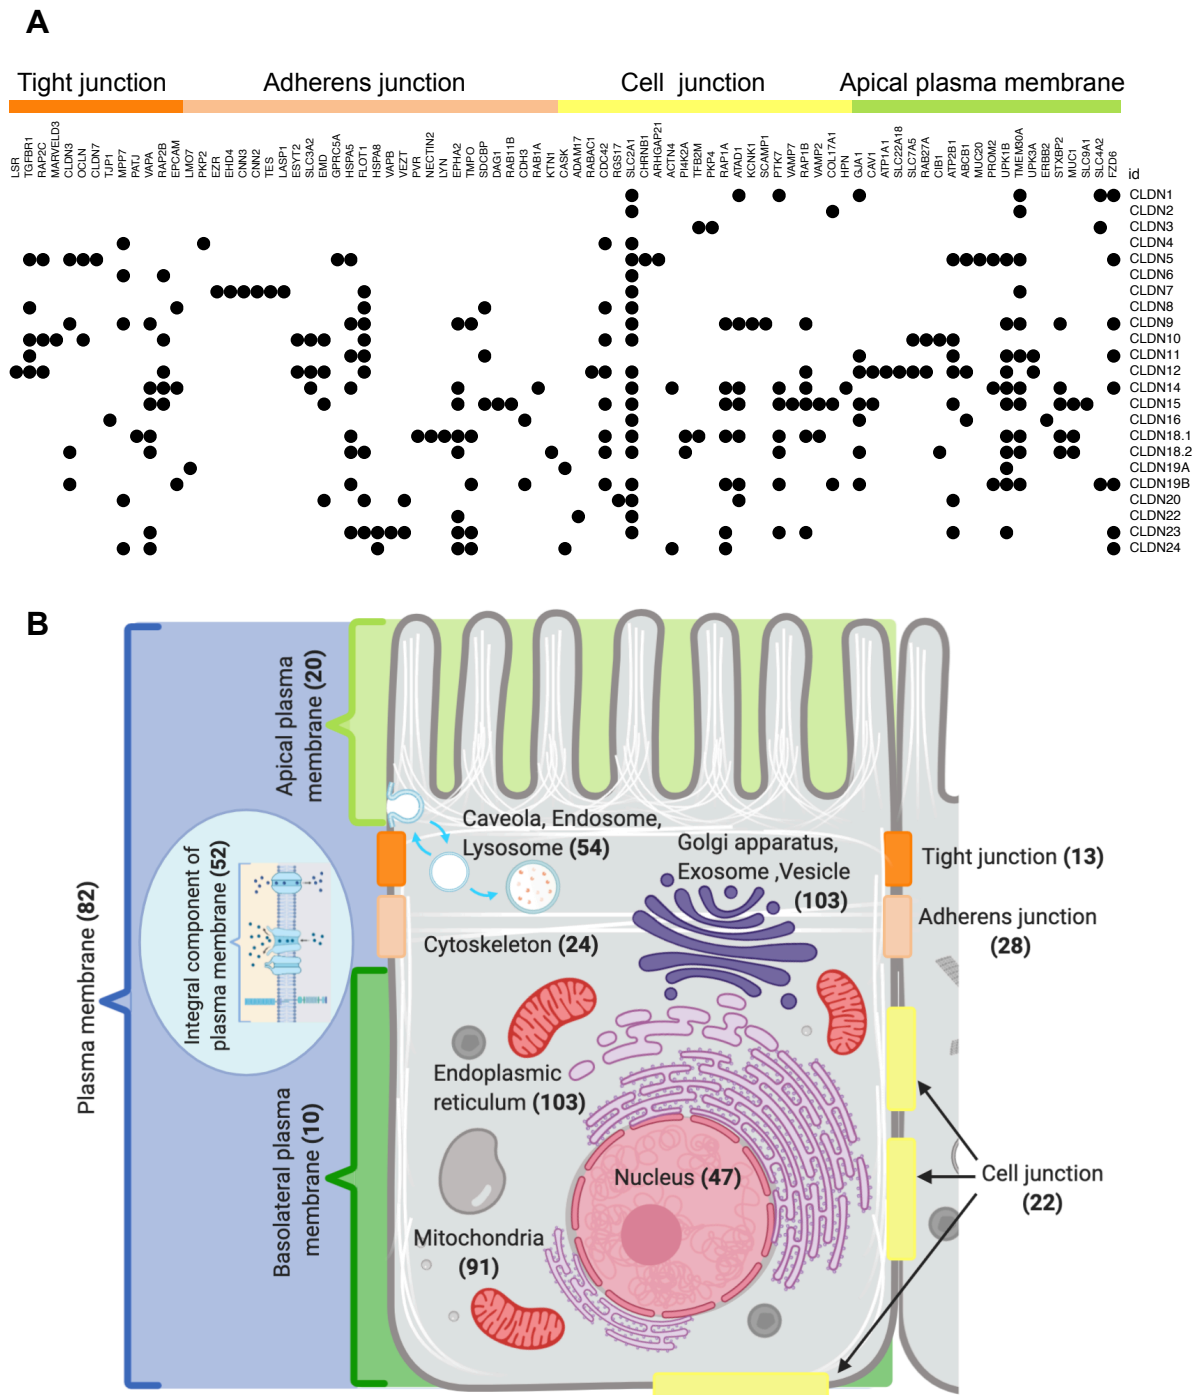 A
Tight junction
Adherens junction
Cell junction
Apical plasma membrane
LSR
TGFBR1
RAP2C
MARVELD3
CLDN3
OCLN
CLDN7
TJP1
MPP7
PATJ
VAPA
RAP2B
EPCAM
LMO7
PKP2
EZR
EHD4
CNN3
CNN2
TES
LASP1
ESYT2
SLC3A2
EMD
GPRC5A
HSPA5
FLOT1
HSPA8
VAPB
VEZT
PVR
LYN
NECTIN2
EPHA2
TMPO
SDCBP
DAG1
RAB11B
CDH3
RAB1A
KTN1
CASK
ADAM17
RABAC1
CDC42
RGS17
SLC2A1
CHRNB1
ARHGAP21
ACTN4
PI4K2A
TFB2M
PKP4
RAP1A
ATAD1
KCNK1
SCAMP1
PTK7
VAMP7
RAP1B
VAMP2
COL17A1
HPN
GJA1
CAV1
ATP1A1
SLC22A18
SLC7A5
RAB27A
CIB1
ATP2B1
ABCB1
MUC20
PROM2
UPK1B
TMEM30A
UPK3A
ERBB2
STXBP2
MUC1
SLC9A1
SLC4A2
FZD6
id
CLDN1
CLDN2
CLDN3
CLDN4
CLDN5
CLDN6
CLDN7
CLDN8
CLDN9
CLDN10
CLDN11
CLDN12
CLDN14
CLDN15
CLDN16
CLDN18.1
CLDN18.2
CLDN19A
CLDN19B
CLDN20
CLDN22
CLDN23
CLDN24
B
Plasma membrane (82)
Apical plasma
membrane (20)
Integral component of
plasma membrane (52)
Basolateral plasma
membrane (10)
Caveola, Endosome,
Lysosome (54)
Golgi apparatus,
Exosome ,Vesicle
(103)
Tight junction (13)
Adherens junction
(28)
Cytoskeleton (24)
Endoplasmic
reticulum (103)
Nucleus (47)
Cell junction
(22)
Mitochondria
(91)